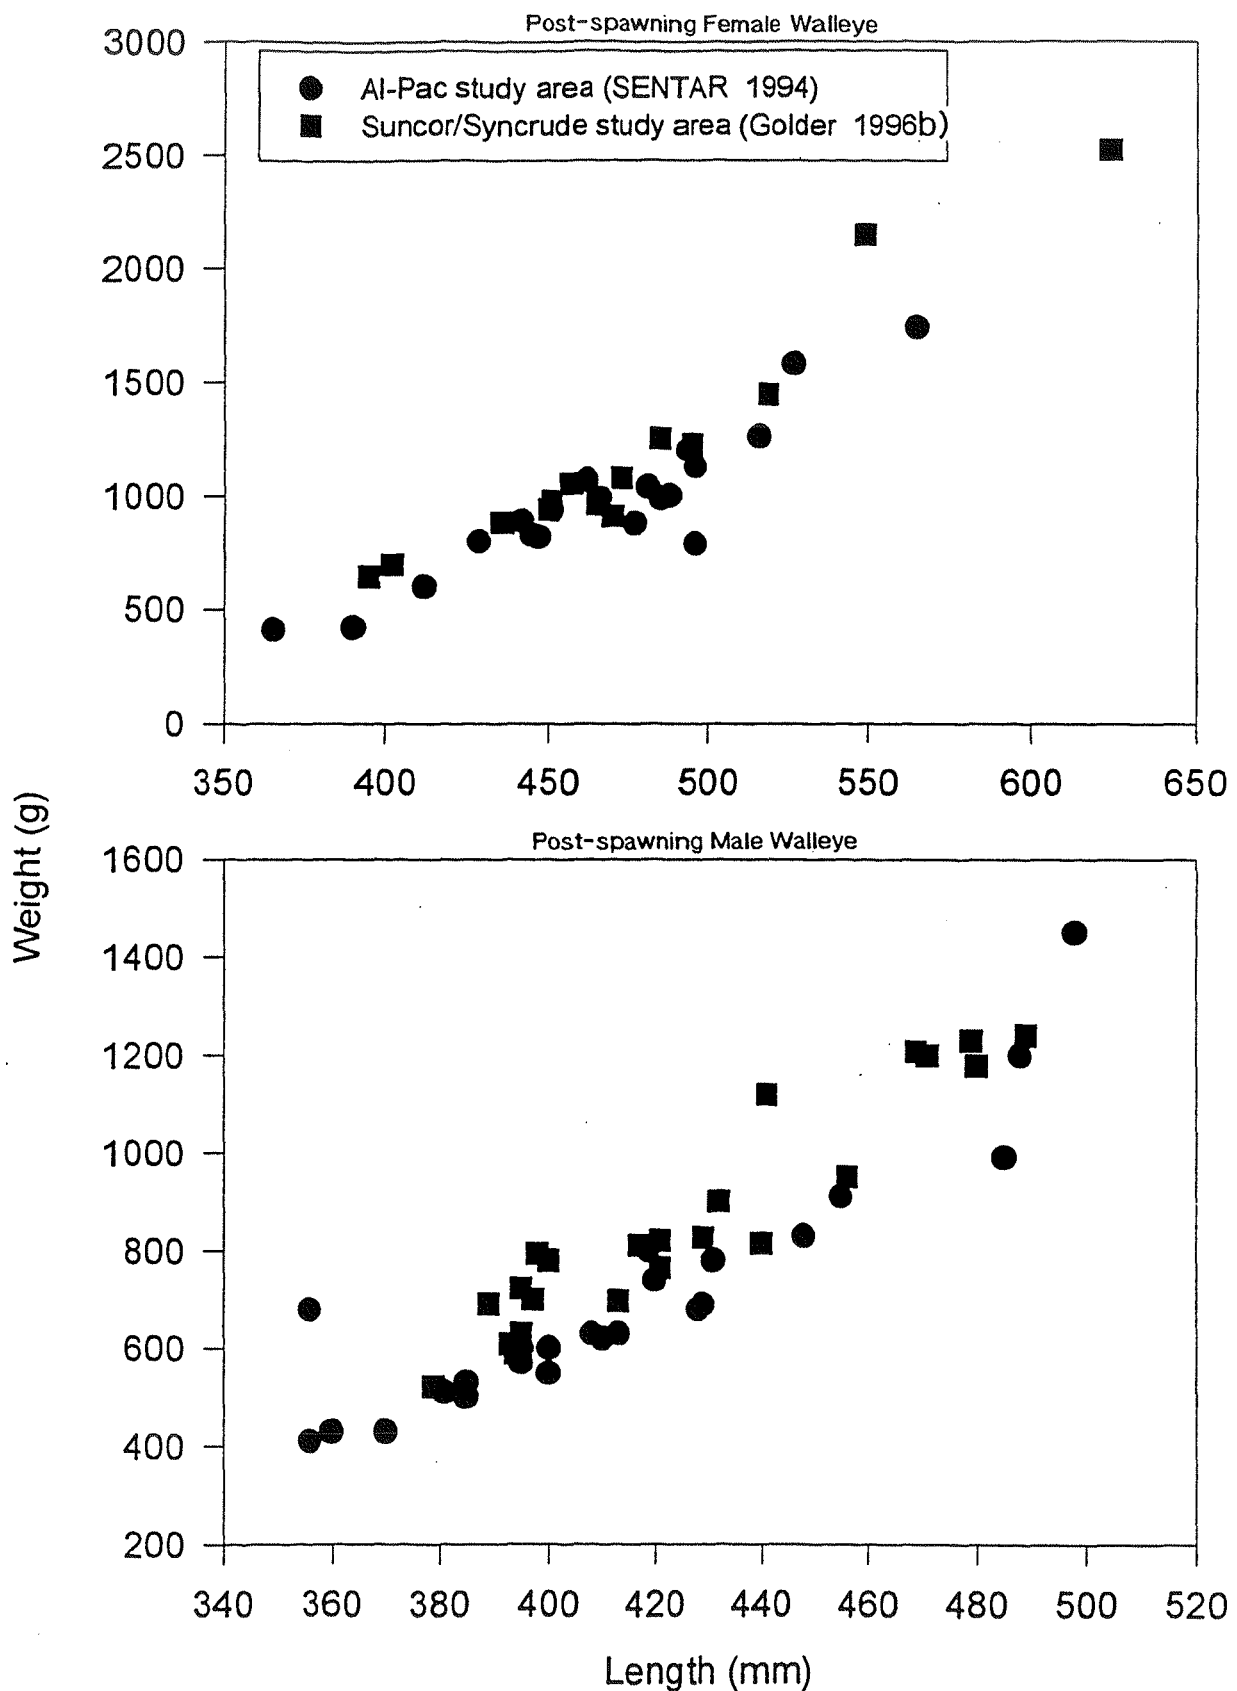 Post-spawning Female Walleye
3000
2500
2000
1500
1000
500
0
Al-Pac study area (SENTAR 1994)
Suncor/Syncrude study area (Golder 1996b)
350 400 450 500 550 600 650
Weight (g)
Post-spawning Male Walleye
1600
1400
1200
1000
800
600
400
200
340 360 380 400 420 440 460 480 500 520
Length (mm)